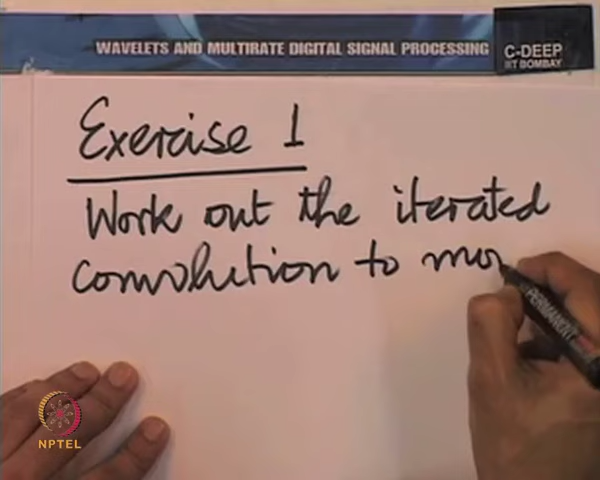 WAVELETS AND MULTIRATE DIGITAL SIGNAL PROCESSING
C-DEEP
IIT BOMBAY
Exercise 1
Work out the iterated
convolution to mor
PERMANENT
NPTEL